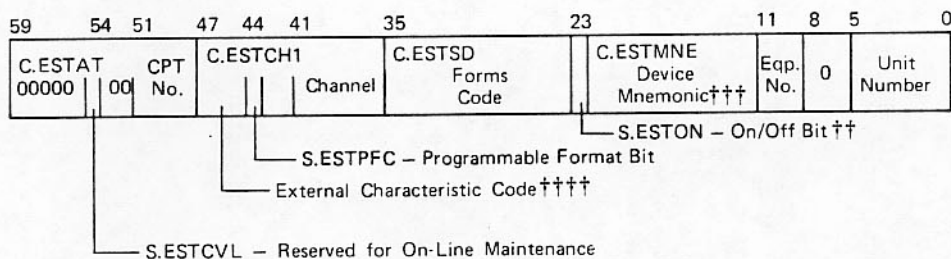 59 54 51 47 44 41 35 23 11 8 5 0
C.ESTAT CPT C.ESTCH1 C.ESTSD C.ESTMNE Eqp. Unit
00000 00 No. Channel Forms Device No. 0 Number
Code Mnemonic†††
S.ESTON – On/Off Bit ††
S.ESTPFC – Programmable Format Bit
External Characteristic Code††††
S.ESTCVL – Reserved for On-Line Maintenance